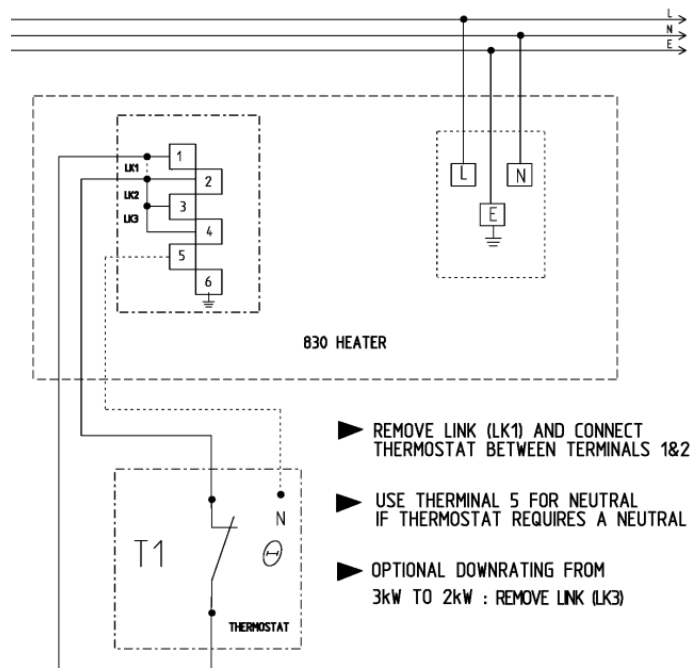 L
N
E
LK1
LK2
LK3
1
2
3
4
5
6
L
N
E
830 HEATER
REMOVE LINK (LK1) AND CONNECT
THERMOSTAT BETWEEN TERMINALS 1&2
USE THERMINAL 5 FOR NEUTRAL
IF THERMOSTAT REQUIRES A NEUTRAL
OPTIONAL DOWNRATING FROM
3kW TO 2kW : REMOVE LINK (LK3)
N
T1
Θ
THERMOSTAT